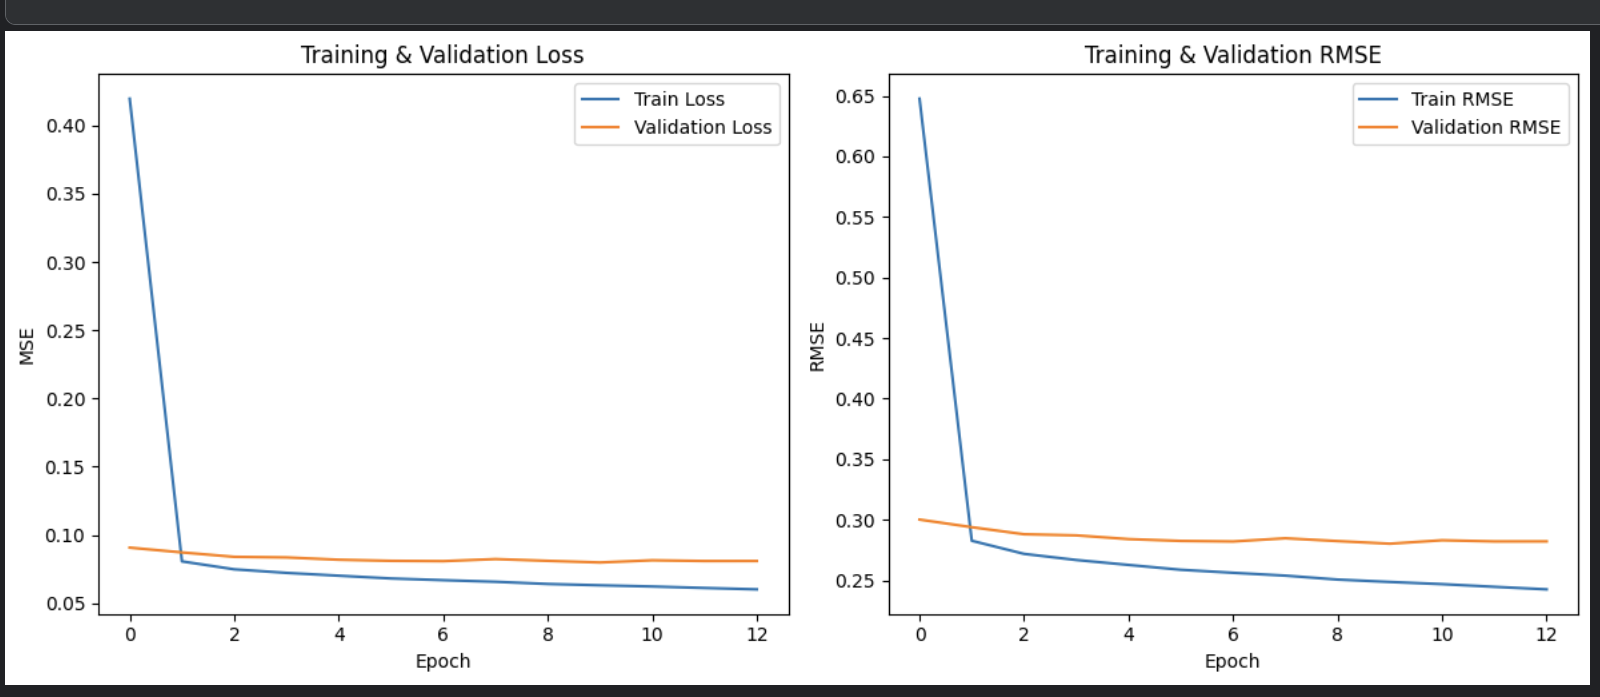 Training & Validation Loss
0.40
0.35
0.30
0.25
0.20
0.15
0.10
0.05
MSE
Train Loss
Validation Loss
0 2 4 6 8 10 12
Epoch
Training & Validation RMSE
0.65
0.60
0.55
0.50
0.45
0.40
0.35
0.30
0.25
RMSE
Train RMSE
Validation RMSE
0 2 4 6 8 10 12
Epoch